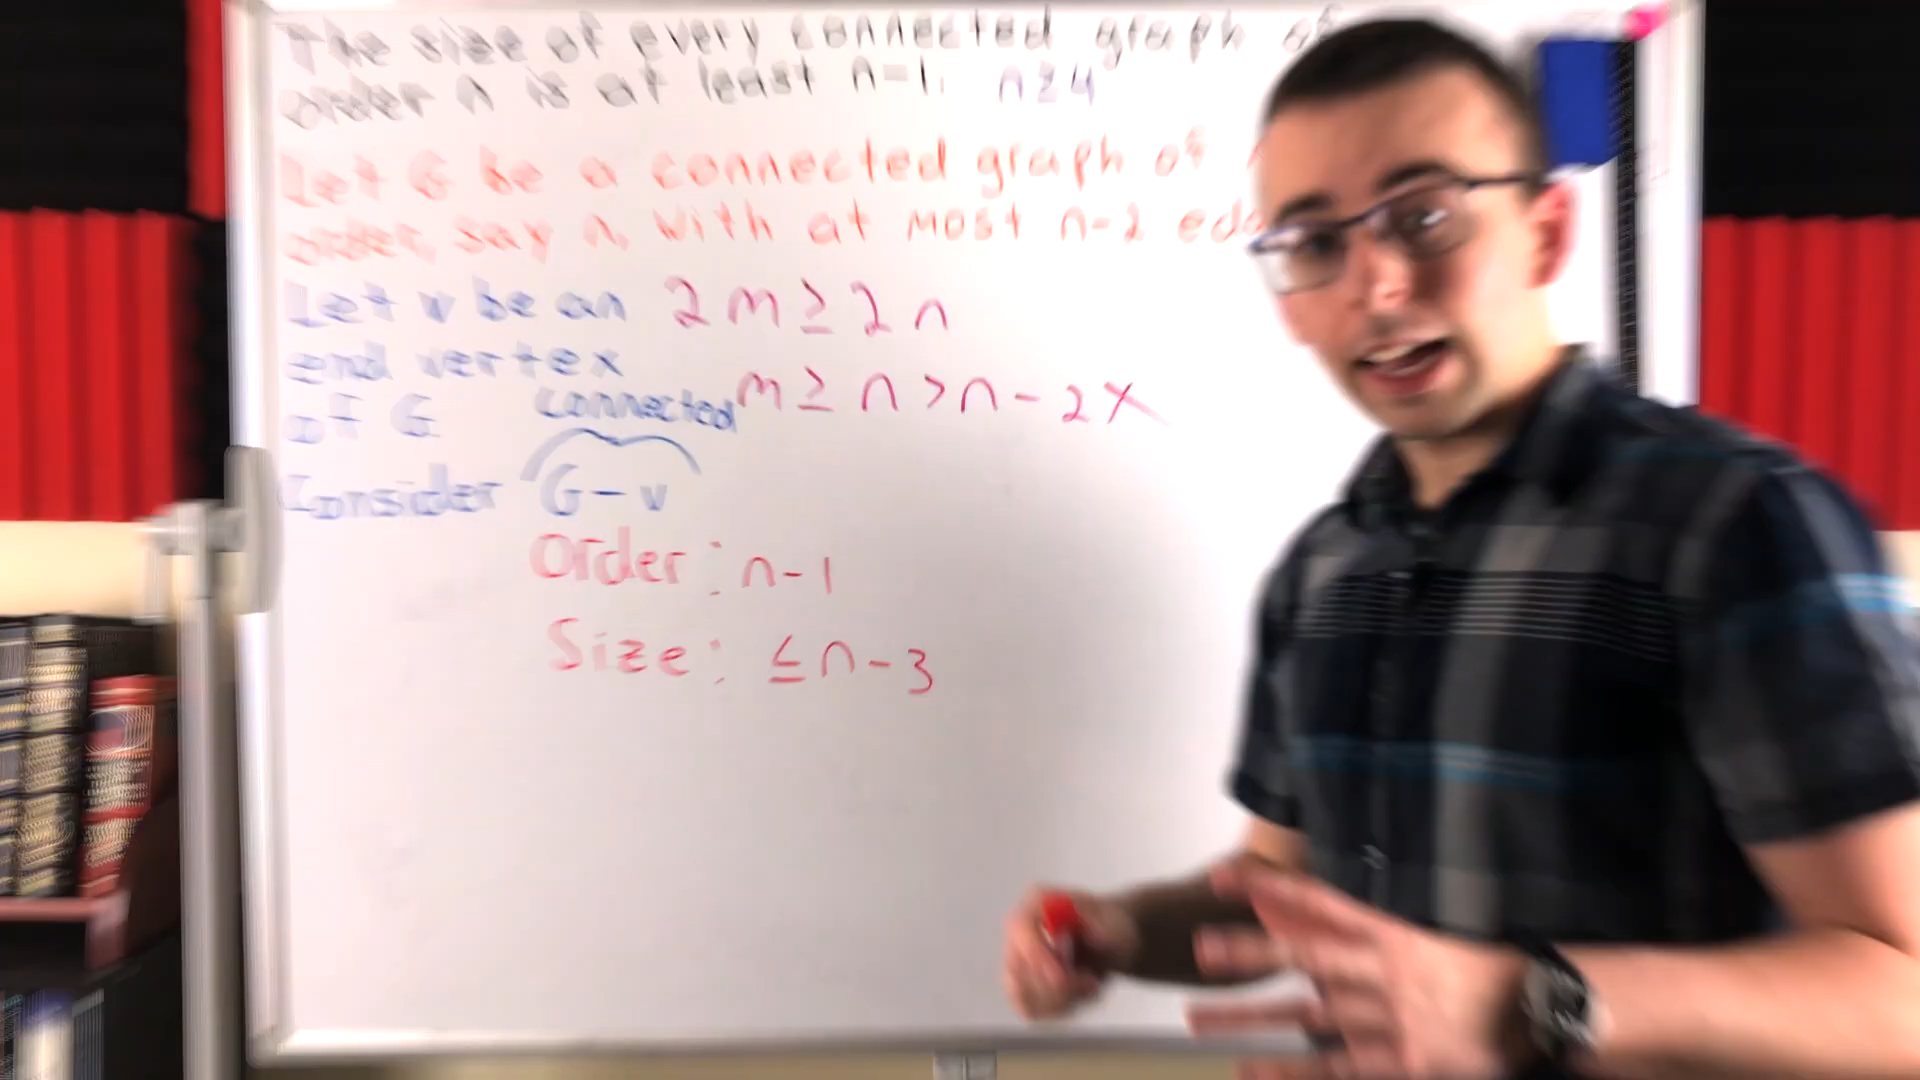 The size of every connected graph of
order n is at least n-1. n≥4
Let G be a connected graph of
order, say n, with at most n-2
Let v be an
end vertex
of G
Consider G-v
connected
2m≥2n
m≥n>n-2X
Order: n-1
Size: ≤n-3